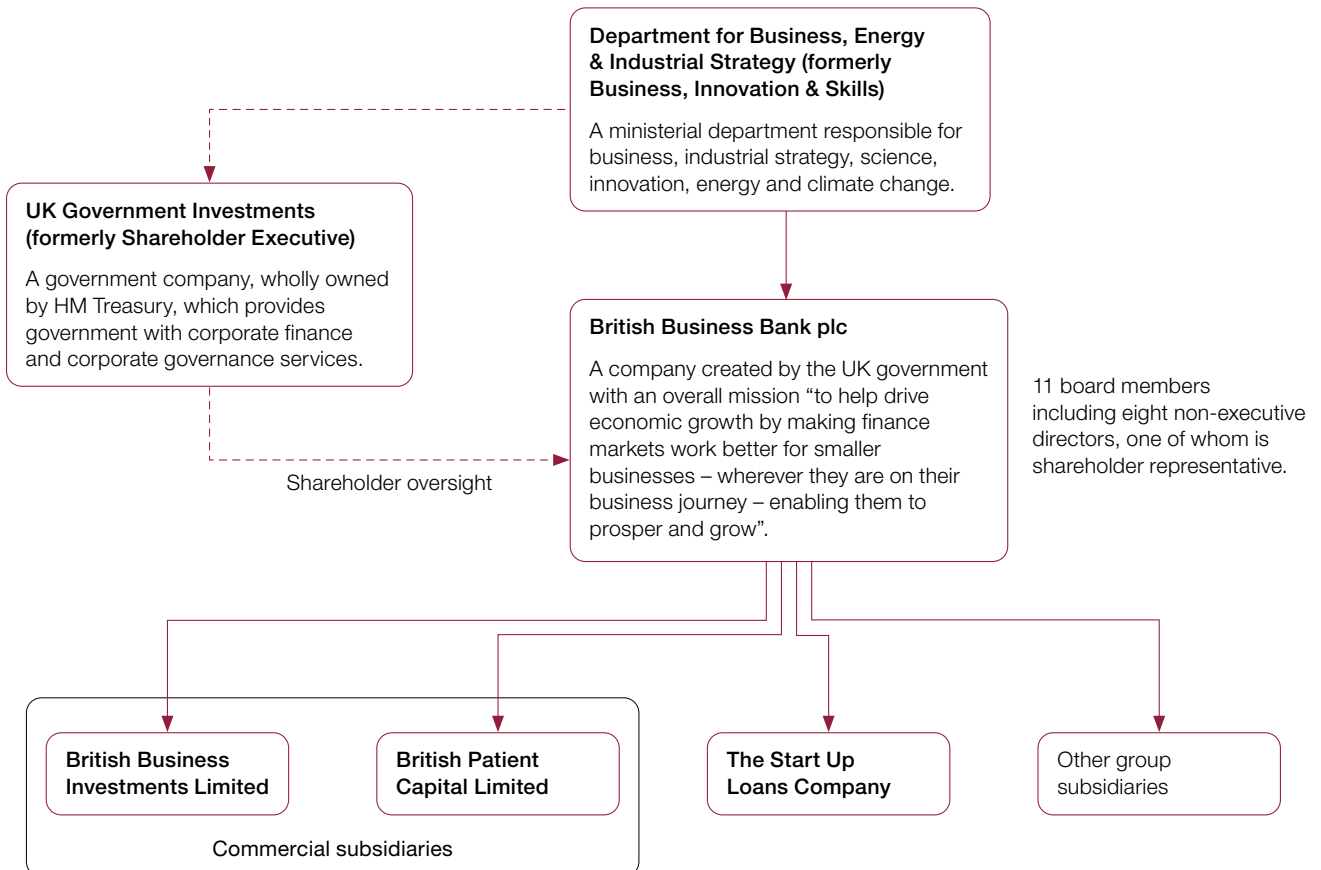 Department for Business, Energy
& Industrial Strategy (formerly
Business, Innovation & Skills)
A ministerial department responsible for
business, industrial strategy, science,
innovation, energy and climate change.
UK Government Investments
(formerly Shareholder Executive)
A government company, wholly owned
by HM Treasury, which provides
government with corporate finance
and corporate governance services.
British Business Bank plc
A company created by the UK government
with an overall mission “to help drive
economic growth by making finance
markets work better for smaller
businesses – wherever they are on their
business journey – enabling them to
prosper and grow”.
11 board members
including eight non-executive
directors, one of whom is
shareholder representative.
Shareholder oversight
British Business
Investments Limited
British Patient
Capital Limited
The Start Up
Loans Company
Other group
subsidiaries
Commercial subsidiaries